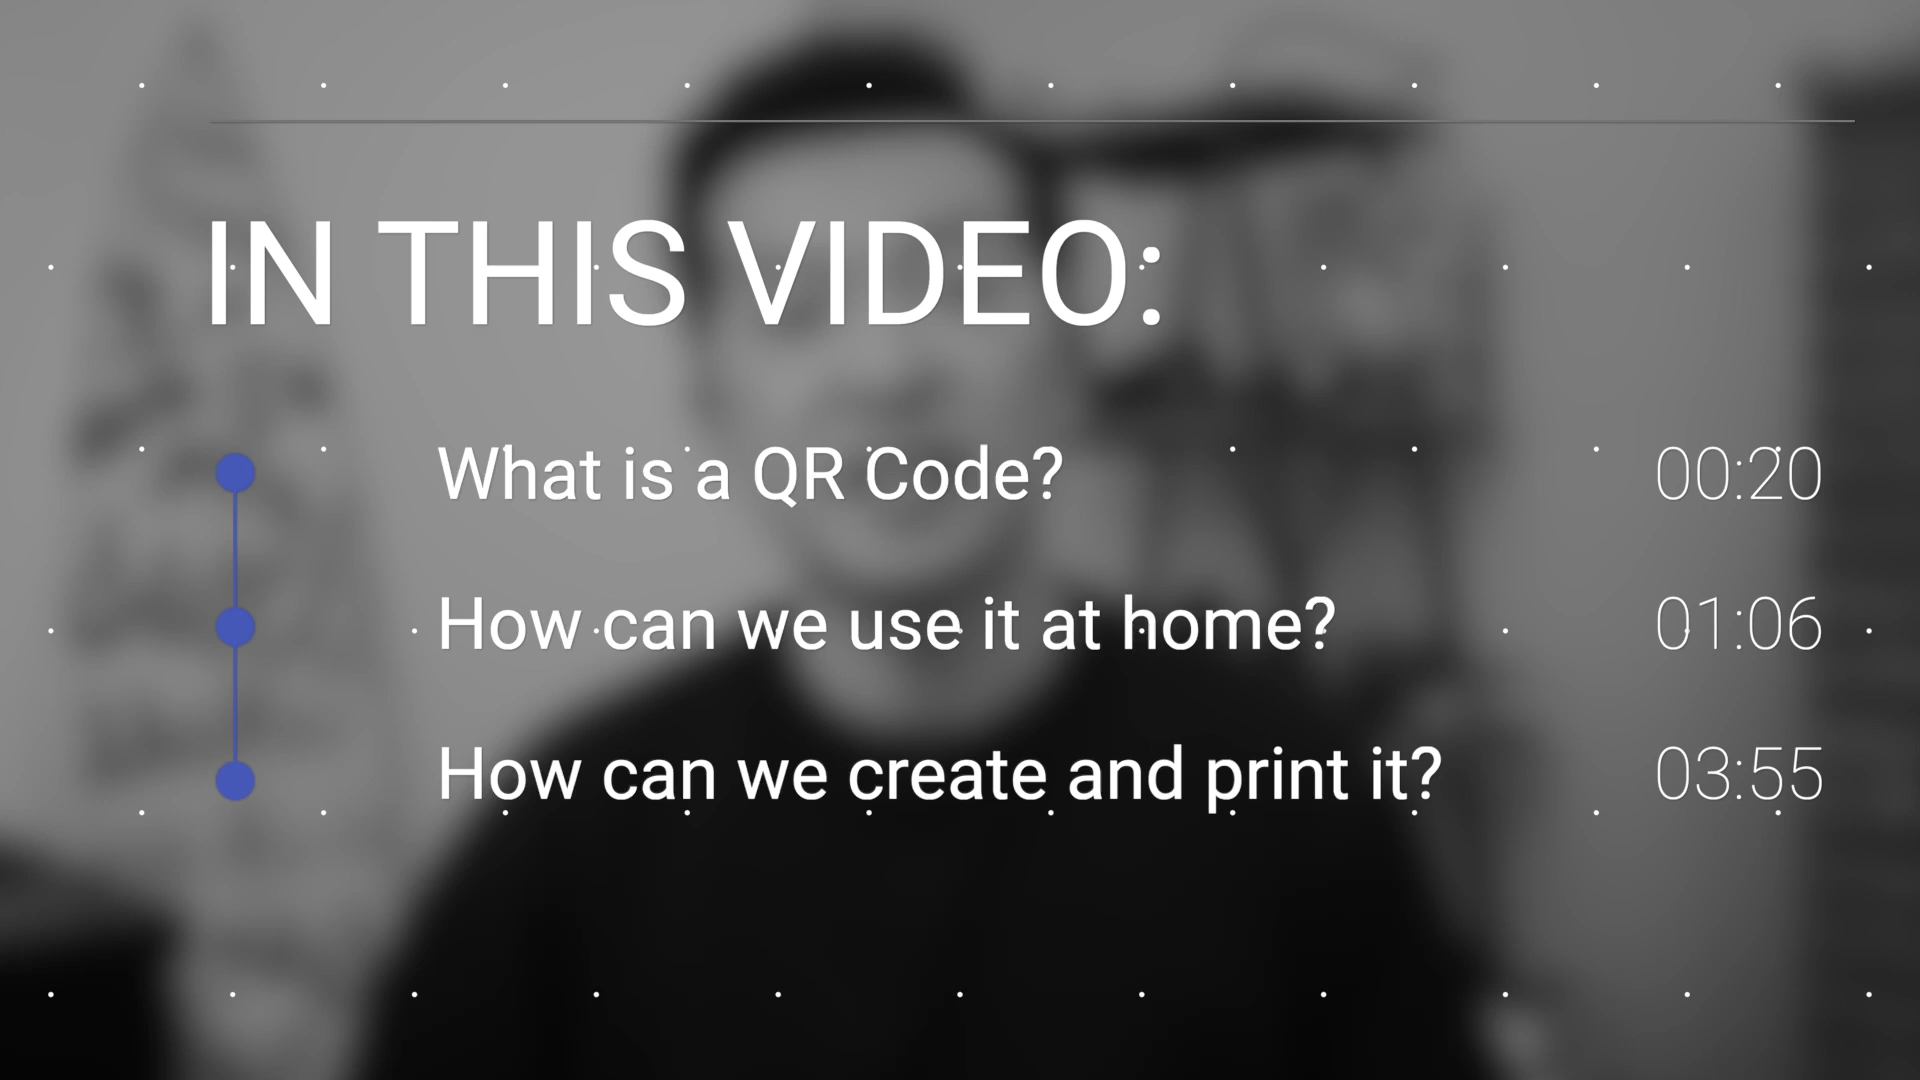 IN THIS VIDEO:
What is a QR Code? 00:20
How can we use it at home? 01:06
How can we create and print it? 03:55